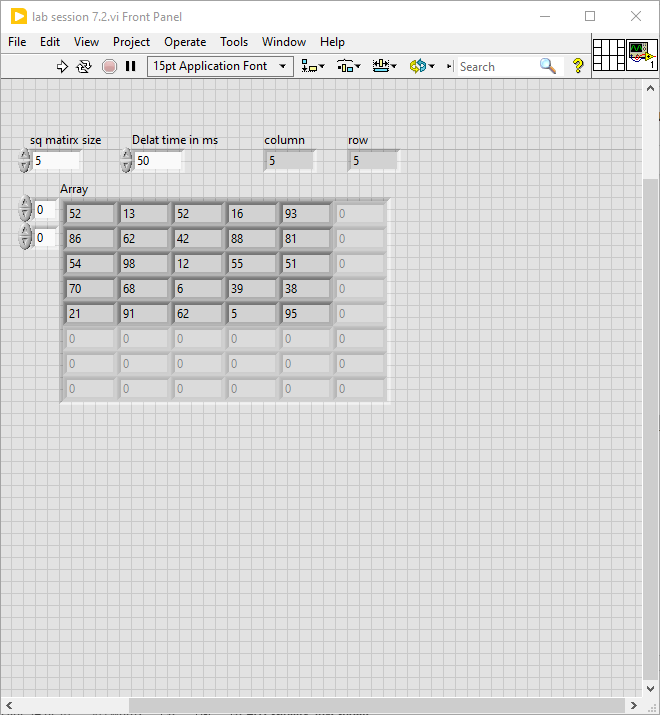 lab session 7.2.vi Front Panel
File Edit View Project Operate Tools Window Help
15pt Application Font Search ? 1
sq matirx size Delat time in ms column row
5 50 5 5
Array
0 52 13 52 16 93 0
0 86 62 42 88 81 0
54 98 12 55 51 0
70 68 6 39 38 0
21 91 62 5 95 0
0 0 0 0 0 0
0 0 0 0 0 0
0 0 0 0 0 0